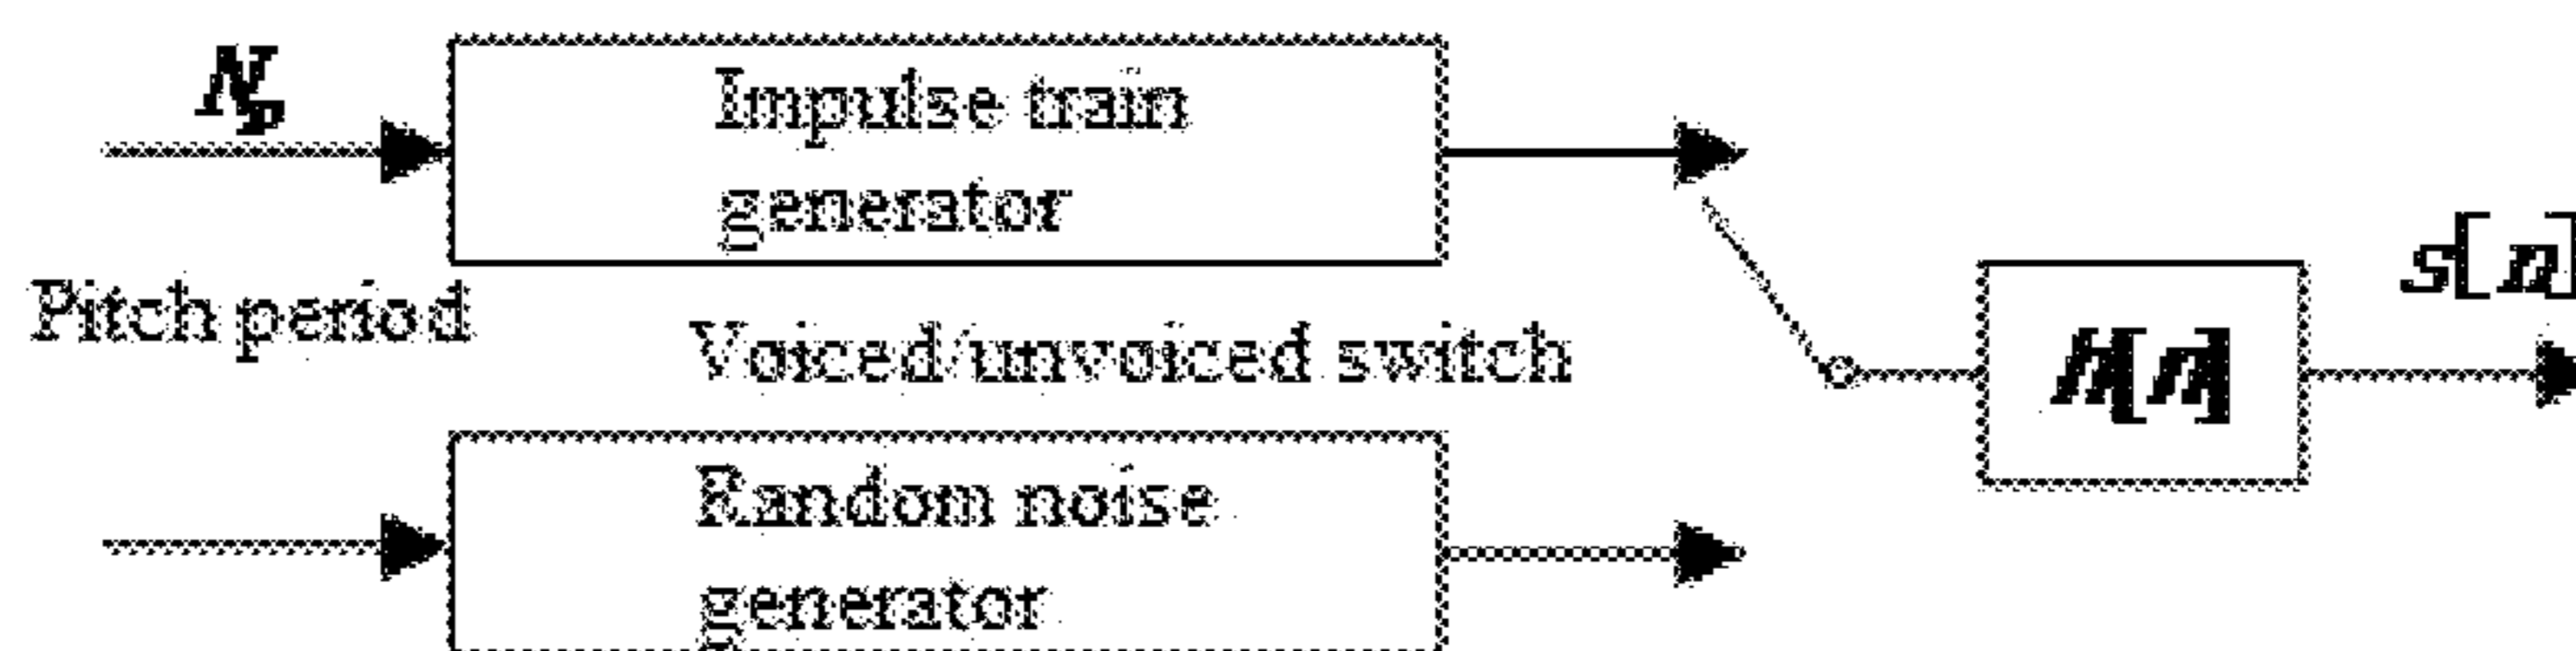 Np
Impulse train
generator
Pitch period
Voiced/unvoiced switch
s[n]
h[n]
Random noise
generator